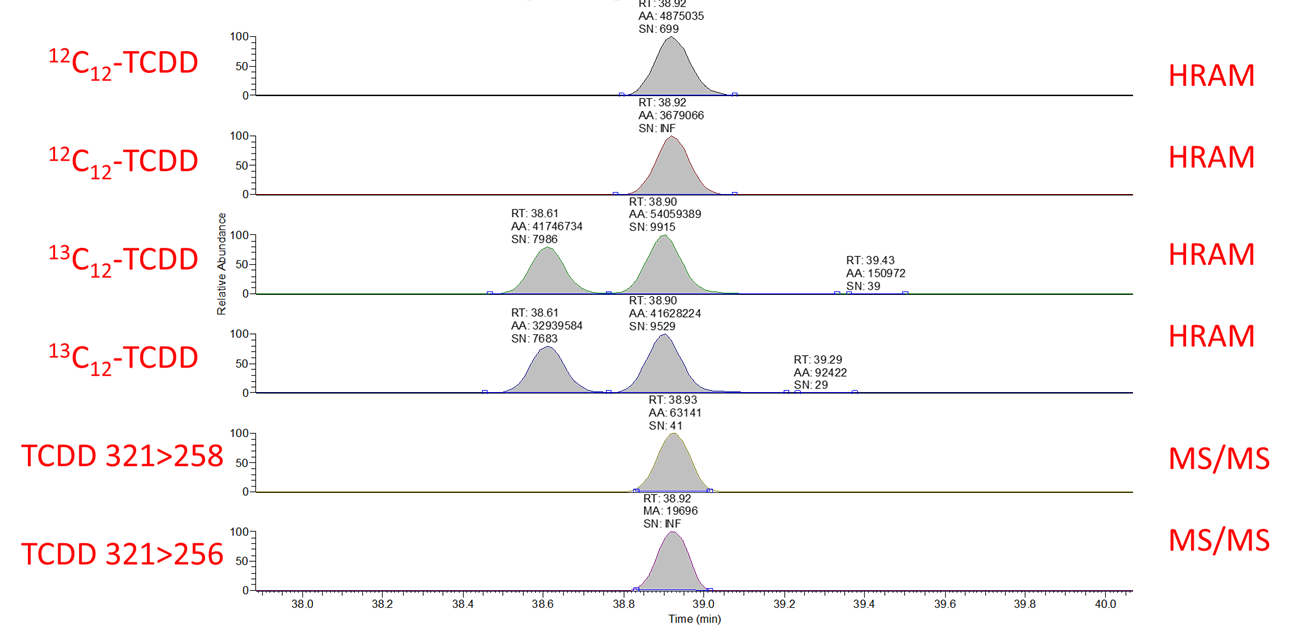 RT: 38.92
AA: 4875035
SN: 699
¹²C₁₂-TCDD
100
50
0
HRAM
RT: 38.92
AA: 3679066
SN: INF
¹²C₁₂-TCDD
100
50
0
HRAM
RT: 38.61
AA: 41746734
SN: 7986
RT: 38.90
AA: 54059389
SN: 9915
RT: 39.43
AA: 150972
SN: 39
¹³C₁₂-TCDD
100
50
0
HRAM
Relative Abundance
RT: 38.61
AA: 32939584
SN: 7683
RT: 38.90
AA: 41628224
SN: 9529
RT: 39.29
AA: 92422
SN: 29
¹³C₁₂-TCDD
100
50
0
HRAM
RT: 38.93
AA: 63141
SN: 41
TCDD 321>258
100
50
0
MS/MS
RT: 38.92
MA: 19696
SN: INF
TCDD 321>256
100
50
0
MS/MS
38.0 38.2 38.4 38.6 38.8 39.0 39.2 39.4 39.6 39.8 40.0
Time (min)